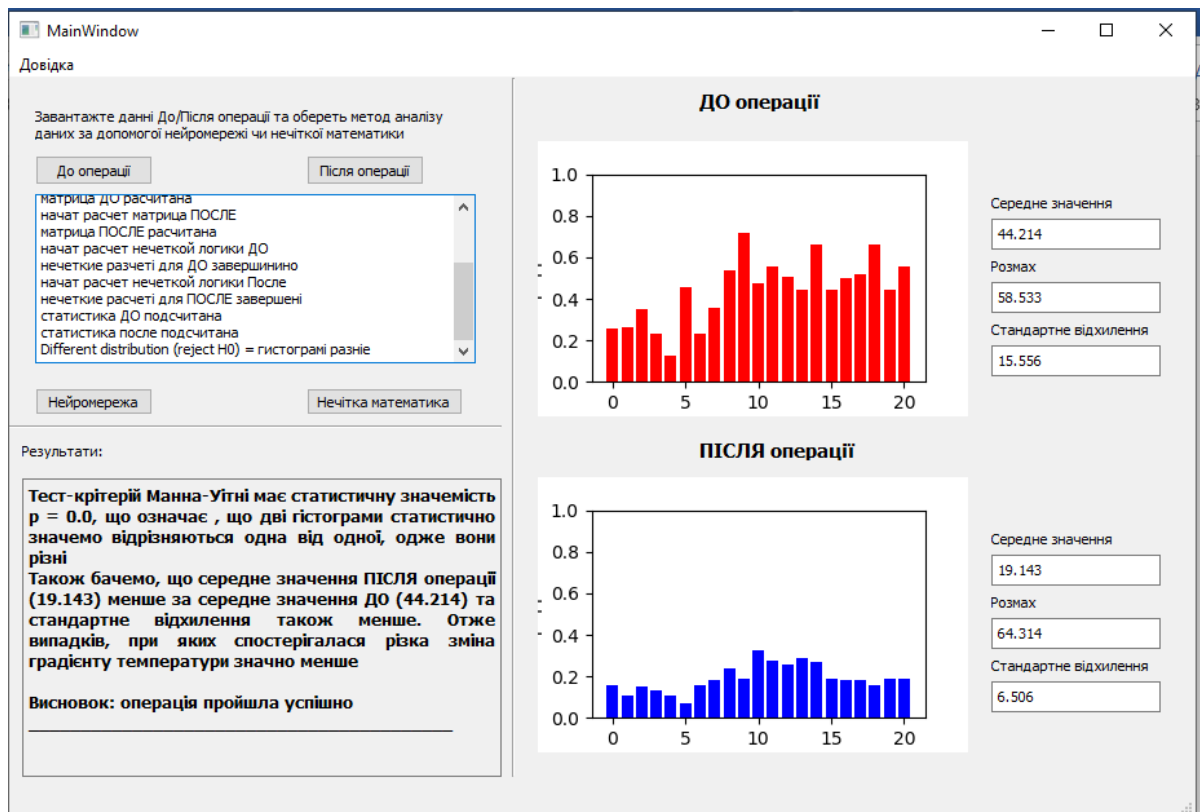 MainWindow
Довідка
Завантажте данні До/Після операції та обереть метод аналізу
даних за допомогої нейромережі чи нечіткої математики
До операції
Після операції
матрица ДО расчитана
начат расчет матрица ПОСЛЕ
матрица ПОСЛЕ расчитана
начат расчет нечеткой логики ДО
нечеткие разчеті для ДО завершинино
начат расчет нечеткой логики После
нечеткие расчеті для ПОСЛЕ завершені
статистика ДО подсчитана
статистика после подсчитана
Different distribution (reject H0) = гистограмі разніе
Нейромережа
Нечітка математика
Результати:
Тест-крітерій Манна-Уітні має статистичну значемість
p = 0.0, що означає , що дві гістограми статистично
значемо відрізняються одна від одної, одже вони
різні
Також бачемо, що середне значення ПІСЛЯ операції
(19.143) менше за середне значення ДО (44.214) та
стандартне відхилення також менше. Отже
випадків, при яких спостерігалася різка зміна
градієнту температури значно менше
Висновок: операція пройшла успішно
ДО операції
1.0
0.8
0.6
0.4
0.2
0.0
0 5 10 15 20
Середне значення
44.214
Розмах
58.533
Стандартне відхилення
15.556
ПІСЛЯ операції
1.0
0.8
0.6
0.4
0.2
0.0
0 5 10 15 20
Середне значення
19.143
Розмах
64.314
Стандартне відхилення
6.506